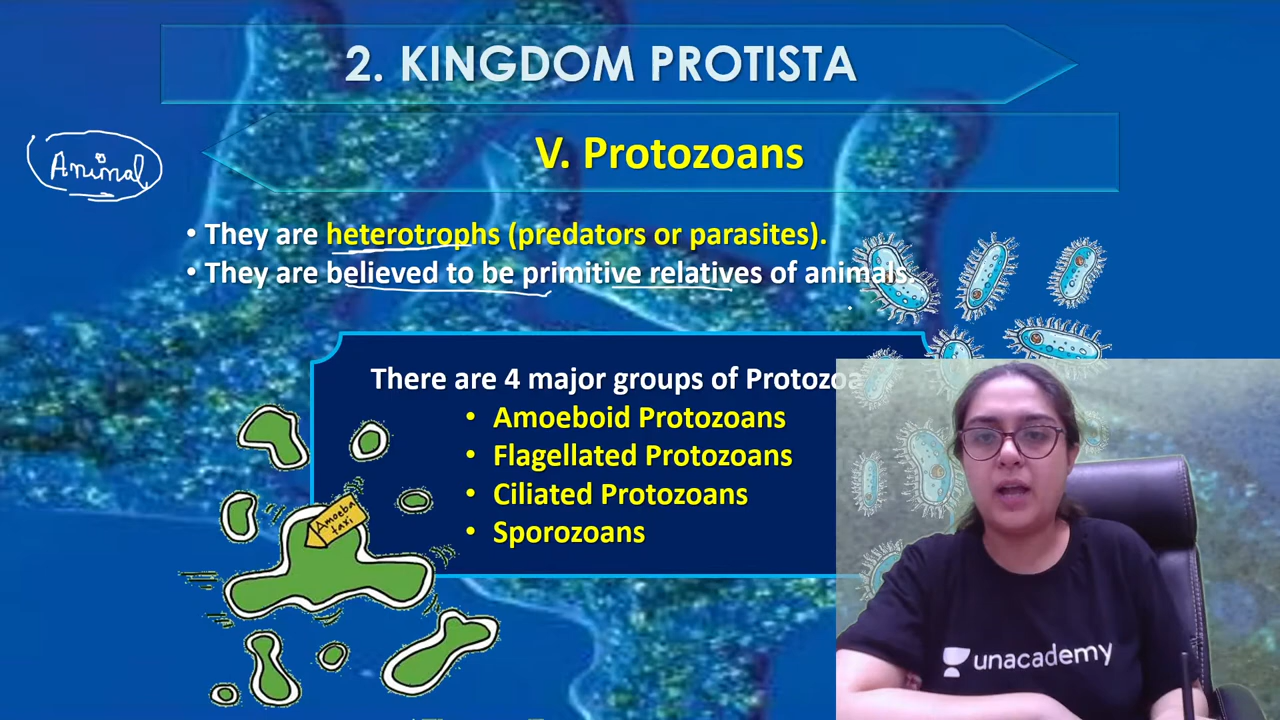 2. KINGDOM PROTISTA
V. Protozoans
Animal
• They are heterotrophs (predators or parasites).
• They are believed to be primitive relatives of animals.
There are 4 major groups of Protozoa
• Amoeboid Protozoans
• Flagellated Protozoans
• Ciliated Protozoans
• Sporozoans
Amoeba
taxi
unacademy